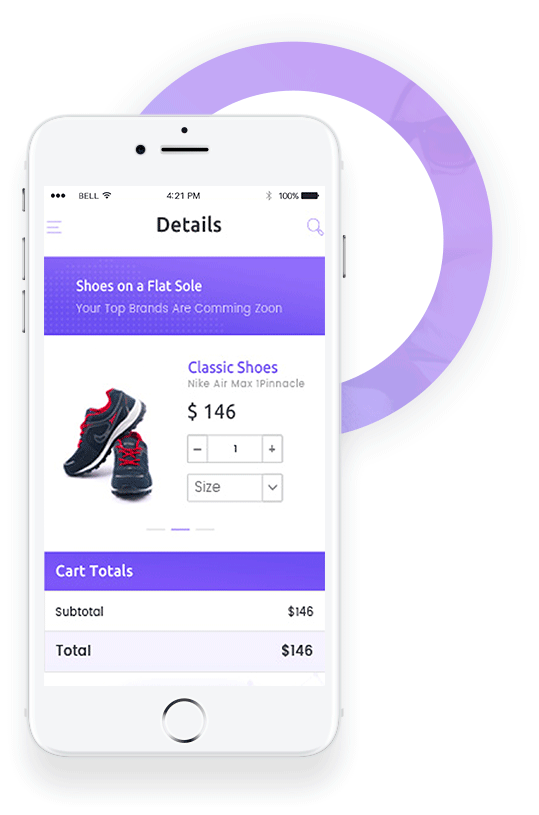 BELL 4:21 PM 100%
Details
Shoes on a Flat Sole
Your Top Brands Are Comming Zoon
Classic Shoes
Nike Air Max 1Pinnacle
$ 146
− 1 +
Size
Cart Totals
Subtotal $146
Total $146